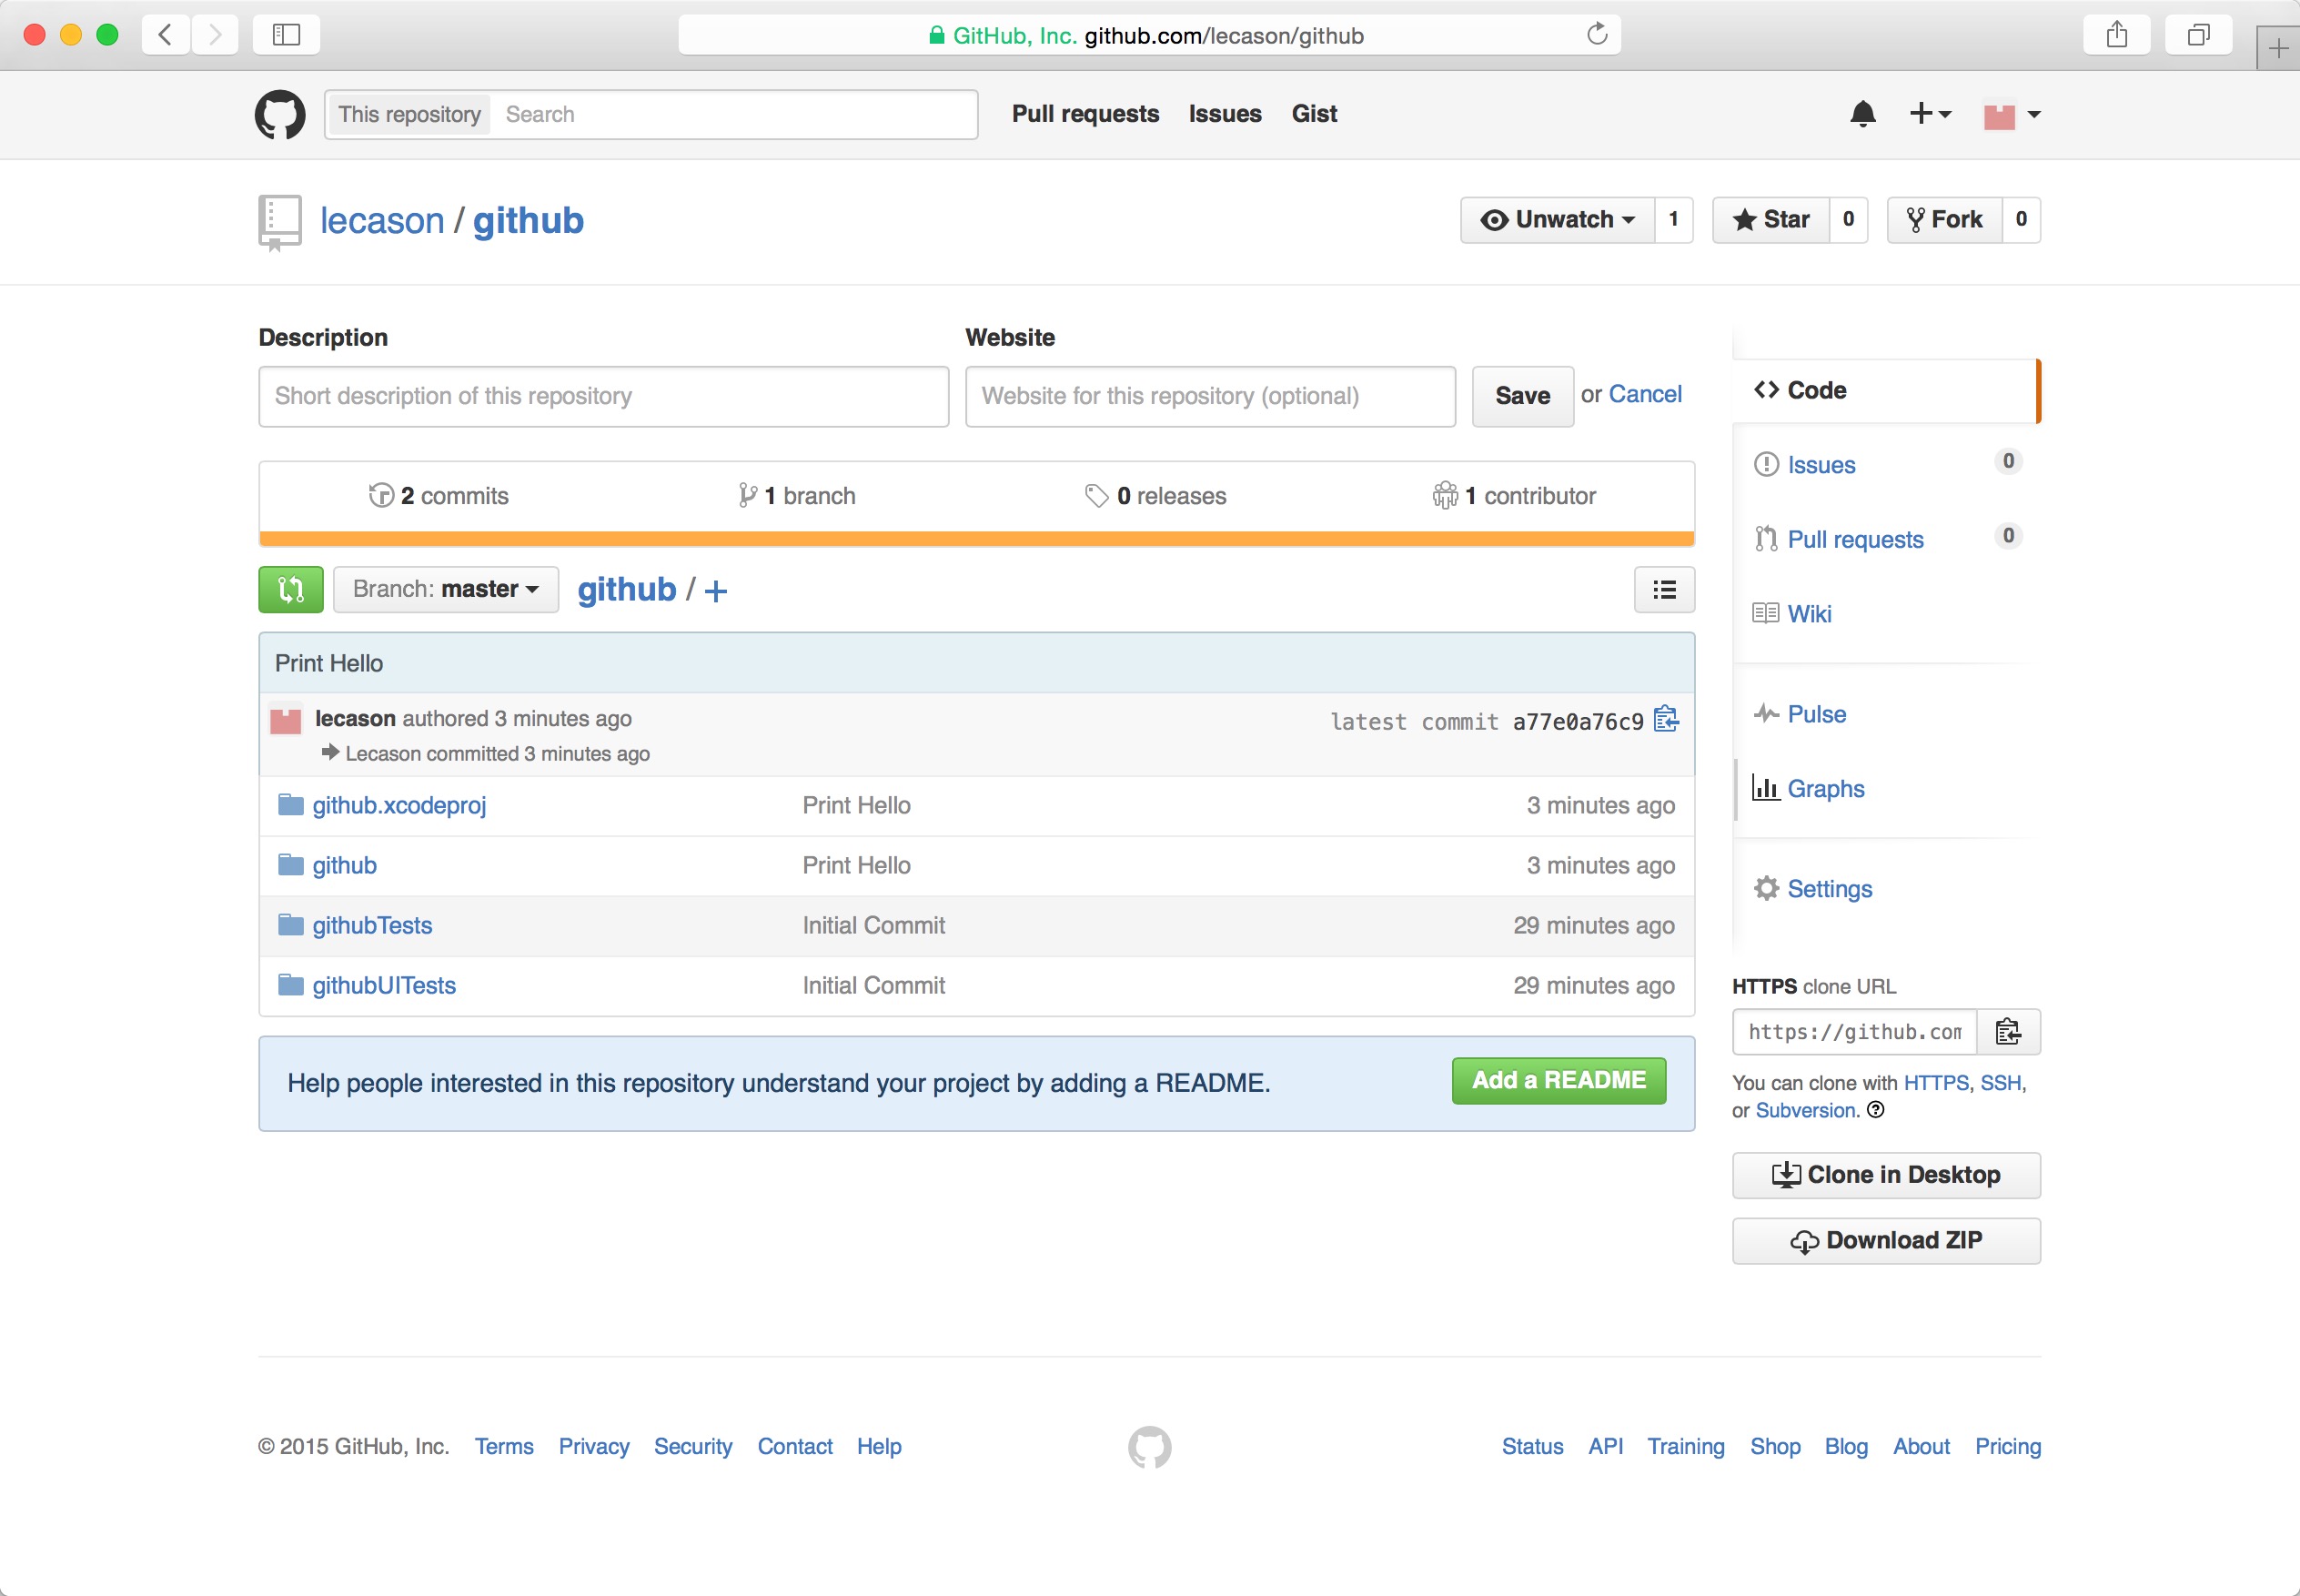 GitHub, Inc. github.com/lecason/github
This repository Search Pull requests Issues Gist
lecason / github
Unwatch 1 Star 0 Fork 0
Description
Short description of this repository
Website
Website for this repository (optional)
Save or Cancel
2 commits 1 branch 0 releases 1 contributor
Branch: master github / +
Print Hello
lecason authored 3 minutes ago
latest commit a77e0a76c9
Lecason committed 3 minutes ago
github.xcodeproj Print Hello 3 minutes ago
github Print Hello 3 minutes ago
githubTests Initial Commit 29 minutes ago
githubUITests Initial Commit 29 minutes ago
Help people interested in this repository understand your project by adding a README.
Add a README
Code
Issues 0
Pull requests 0
Wiki
Pulse
Graphs
Settings
HTTPS clone URL
https://github.com
You can clone with HTTPS, SSH,
or Subversion.
Clone in Desktop
Download ZIP
© 2015 GitHub, Inc. Terms Privacy Security Contact Help
Status API Training Shop Blog About Pricing